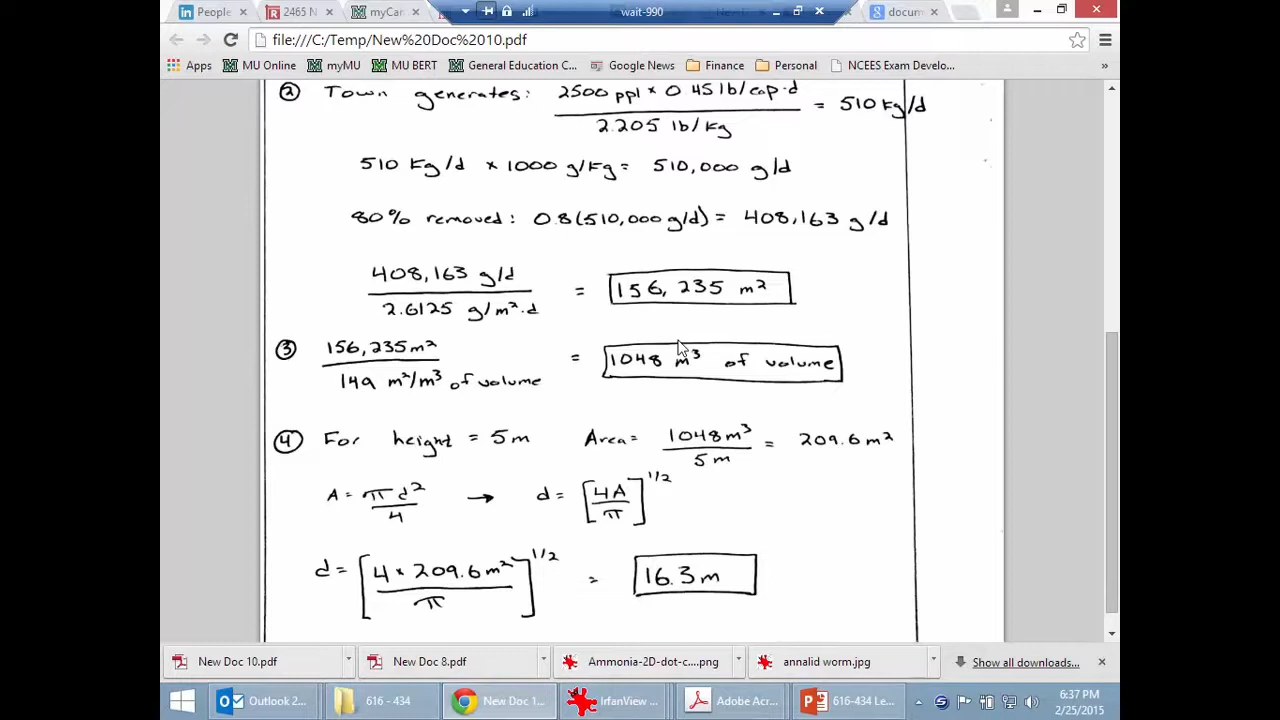 People
2465 N
myCar
wait-990
docum
file:///C:/Temp/New%20Doc%2010.pdf
Apps MU Online myMU MU BERT General Education C... Google News Finance Personal NCEES Exam Develo... »
② Town generates: 2500 ppl × 0.45 lb/cap·d = 510 kg/d
2.205 lb/kg
510 kg/d × 1000 g/kg = 510,000 g/d
80% removed: 0.8(510,000 g/d) = 408,163 g/d
408,163 g/d = 156,235 m²
2.6125 g/m²·d
③ 156,235 m² = 1048 m³ of volume
149 m²/m³ of volume
④ For height = 5m Area = 1048 m³ = 209.6 m²
5 m
A = πd² → d = [4A]^1/2
4 π
d = [4 × 209.6 m²]^1/2 = 16.3 m
π
New Doc 10.pdf New Doc 8.pdf Ammonia-2D-dot-c....png annalid worm.jpg Show all downloads...
Outlook 2... 616 - 434 New Doc 1... IrfanView ... Adobe Acr... 616-434 Le... 6:37 PM
2/25/2015